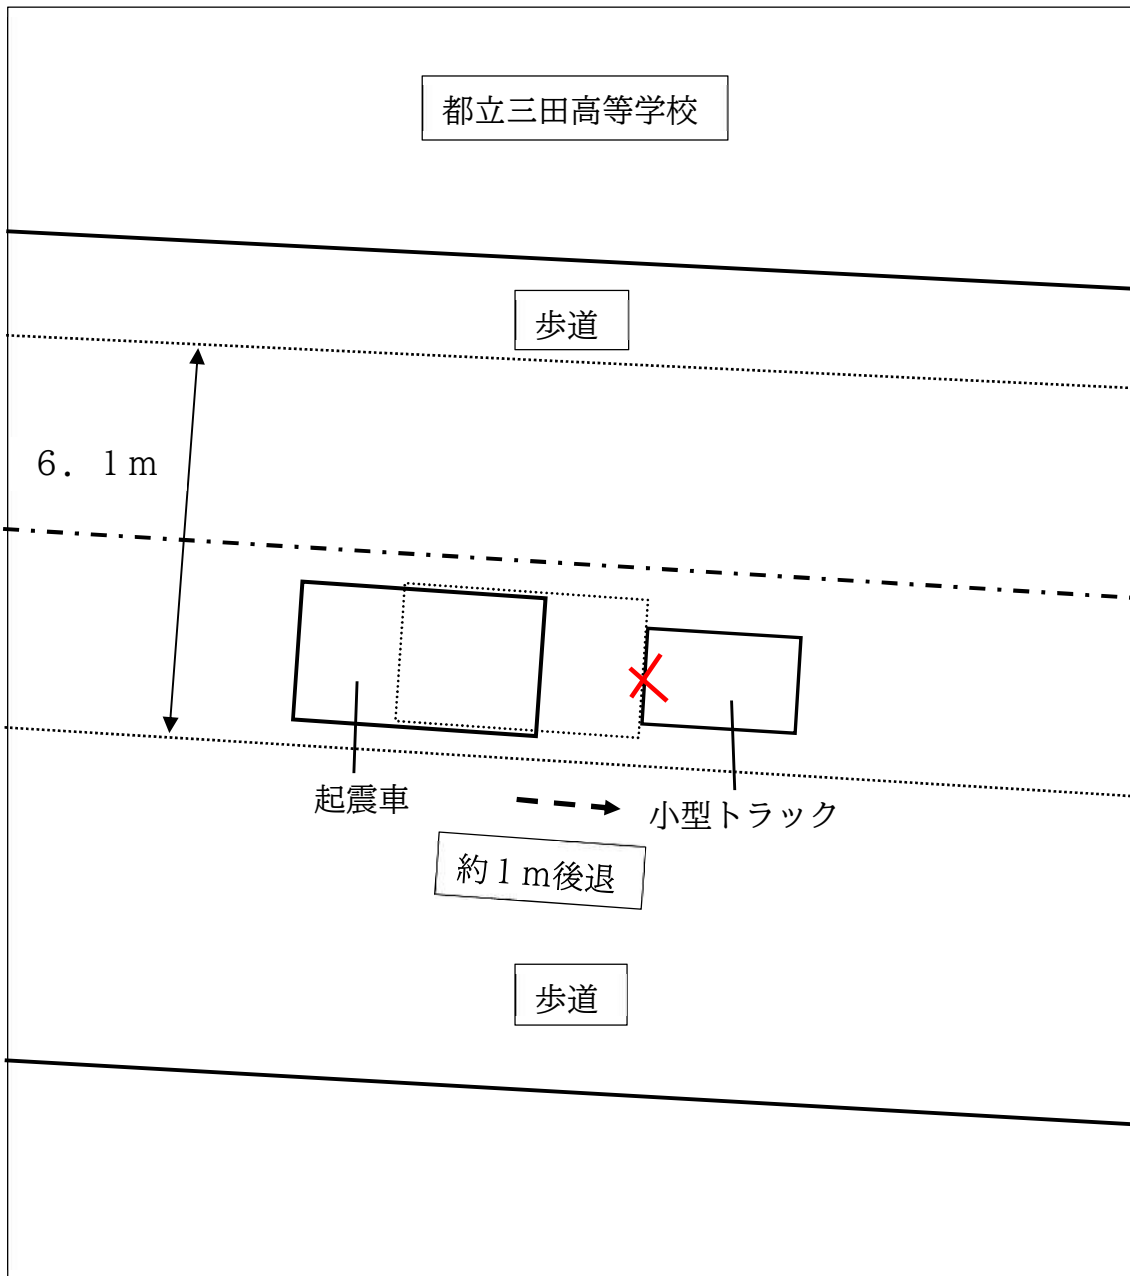 都立三田高等学校
歩道
６．１ｍ
起震車
小型トラック
約１ｍ後退
歩道